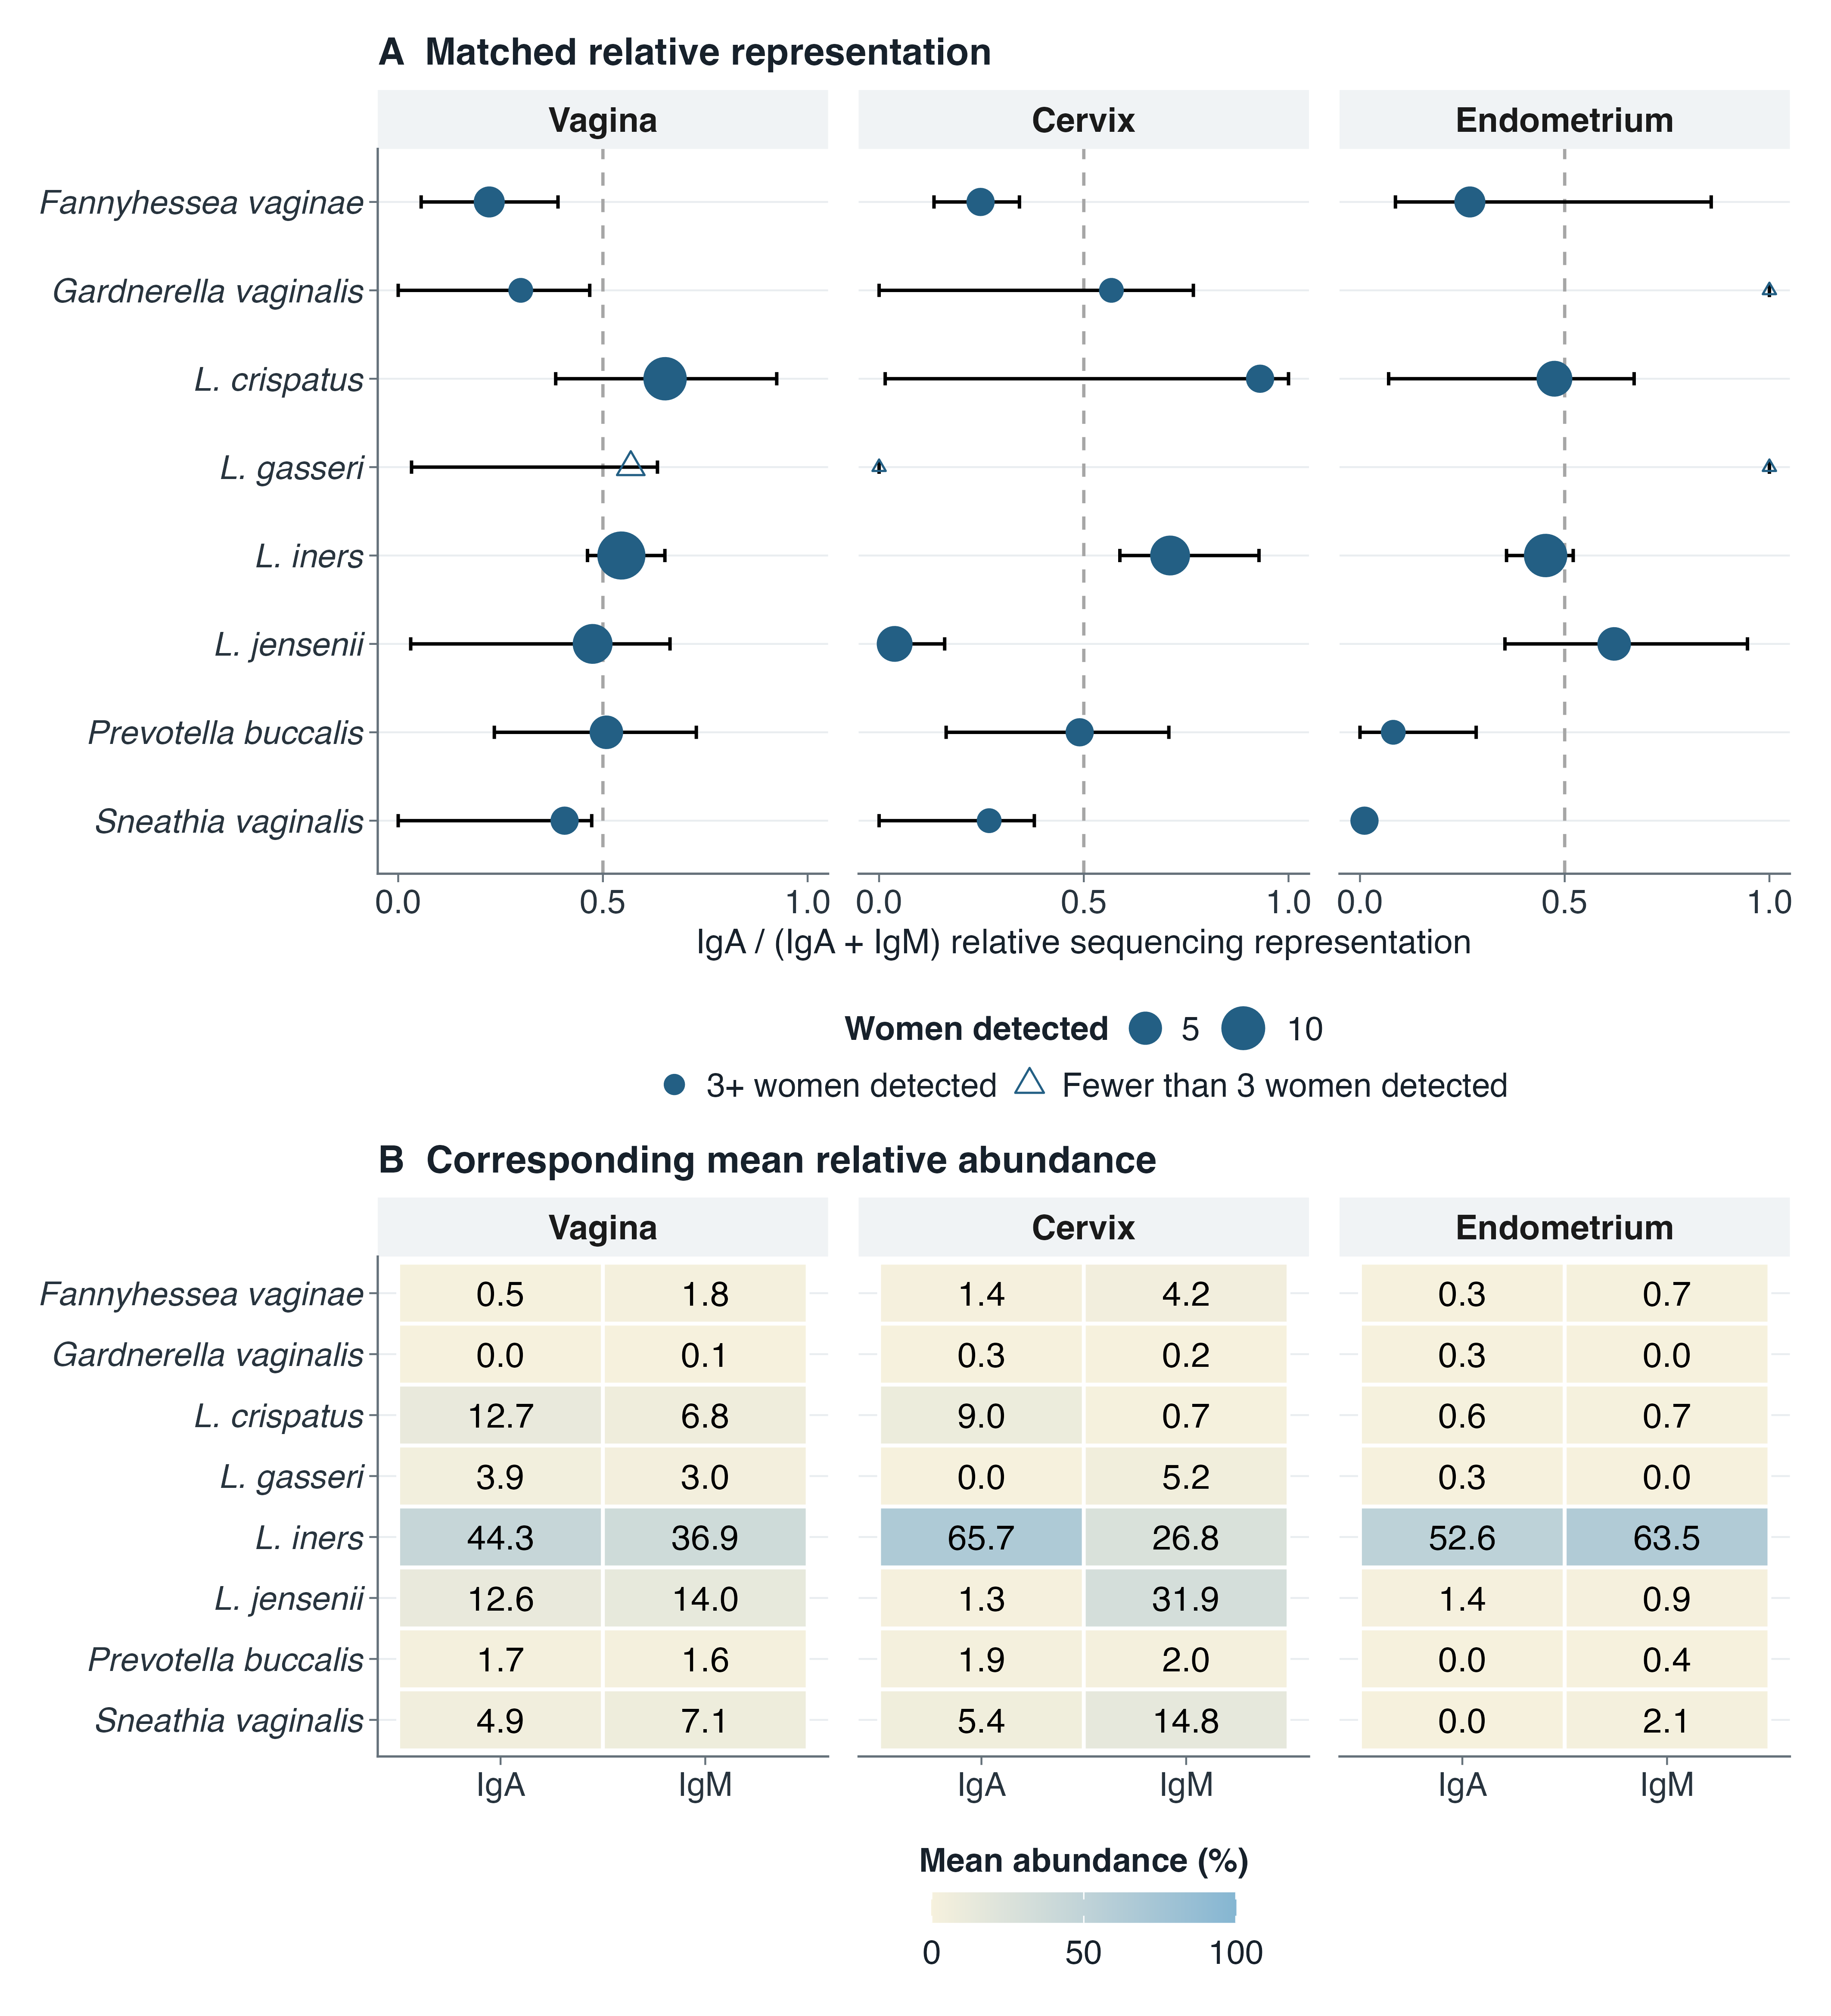 A Matched relative representation
Vagina Cervix Endometrium
Fannyhessea vaginae
Gardnerella vaginalis
L. crispatus
L. gasseri
L. iners
L. jensenii
Prevotella buccalis
Sneathia vaginalis
0.0 0.5 1.0 0.0 0.5 1.0 0.0 0.5 1.0
IgA / (IgA + IgM) relative sequencing representation
Women detected 5 10
3+ women detected Fewer than 3 women detected
B Corresponding mean relative abundance
Vagina Cervix Endometrium
Fannyhessea vaginae 0.5 1.8 1.4 4.2 0.3 0.7
Gardnerella vaginalis 0.0 0.1 0.3 0.2 0.3 0.0
L. crispatus 12.7 6.8 9.0 0.7 0.6 0.7
L. gasseri 3.9 3.0 0.0 5.2 0.3 0.0
L. iners 44.3 36.9 65.7 26.8 52.6 63.5
L. jensenii 12.6 14.0 1.3 31.9 1.4 0.9
Prevotella buccalis 1.7 1.6 1.9 2.0 0.0 0.4
Sneathia vaginalis 4.9 7.1 5.4 14.8 0.0 2.1
IgA IgM IgA IgM IgA IgM
Mean abundance (%)
0 50 100